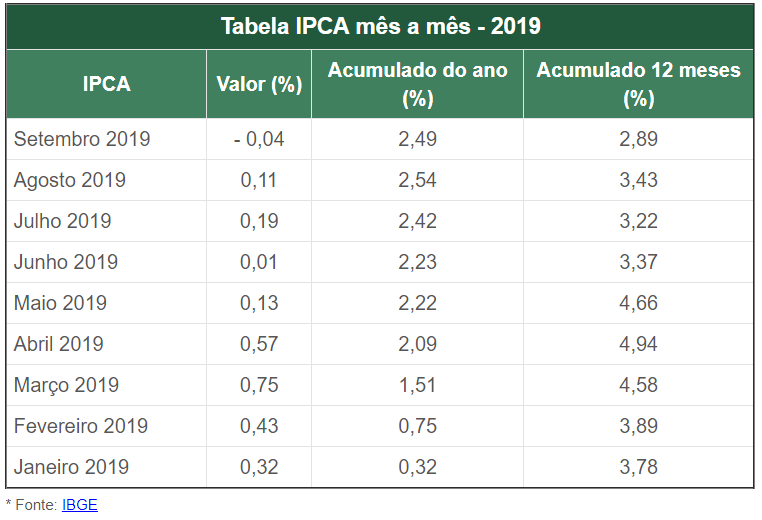 Tabela IPCA mês a mês - 2019
IPCA Valor (%) Acumulado do ano (%) Acumulado 12 meses (%)
Setembro 2019 - 0,04 2,49 2,89
Agosto 2019 0,11 2,54 3,43
Julho 2019 0,19 2,42 3,22
Junho 2019 0,01 2,23 3,37
Maio 2019 0,13 2,22 4,66
Abril 2019 0,57 2,09 4,94
Março 2019 0,75 1,51 4,58
Fevereiro 2019 0,43 0,75 3,89
Janeiro 2019 0,32 0,32 3,78
* Fonte: IBGE